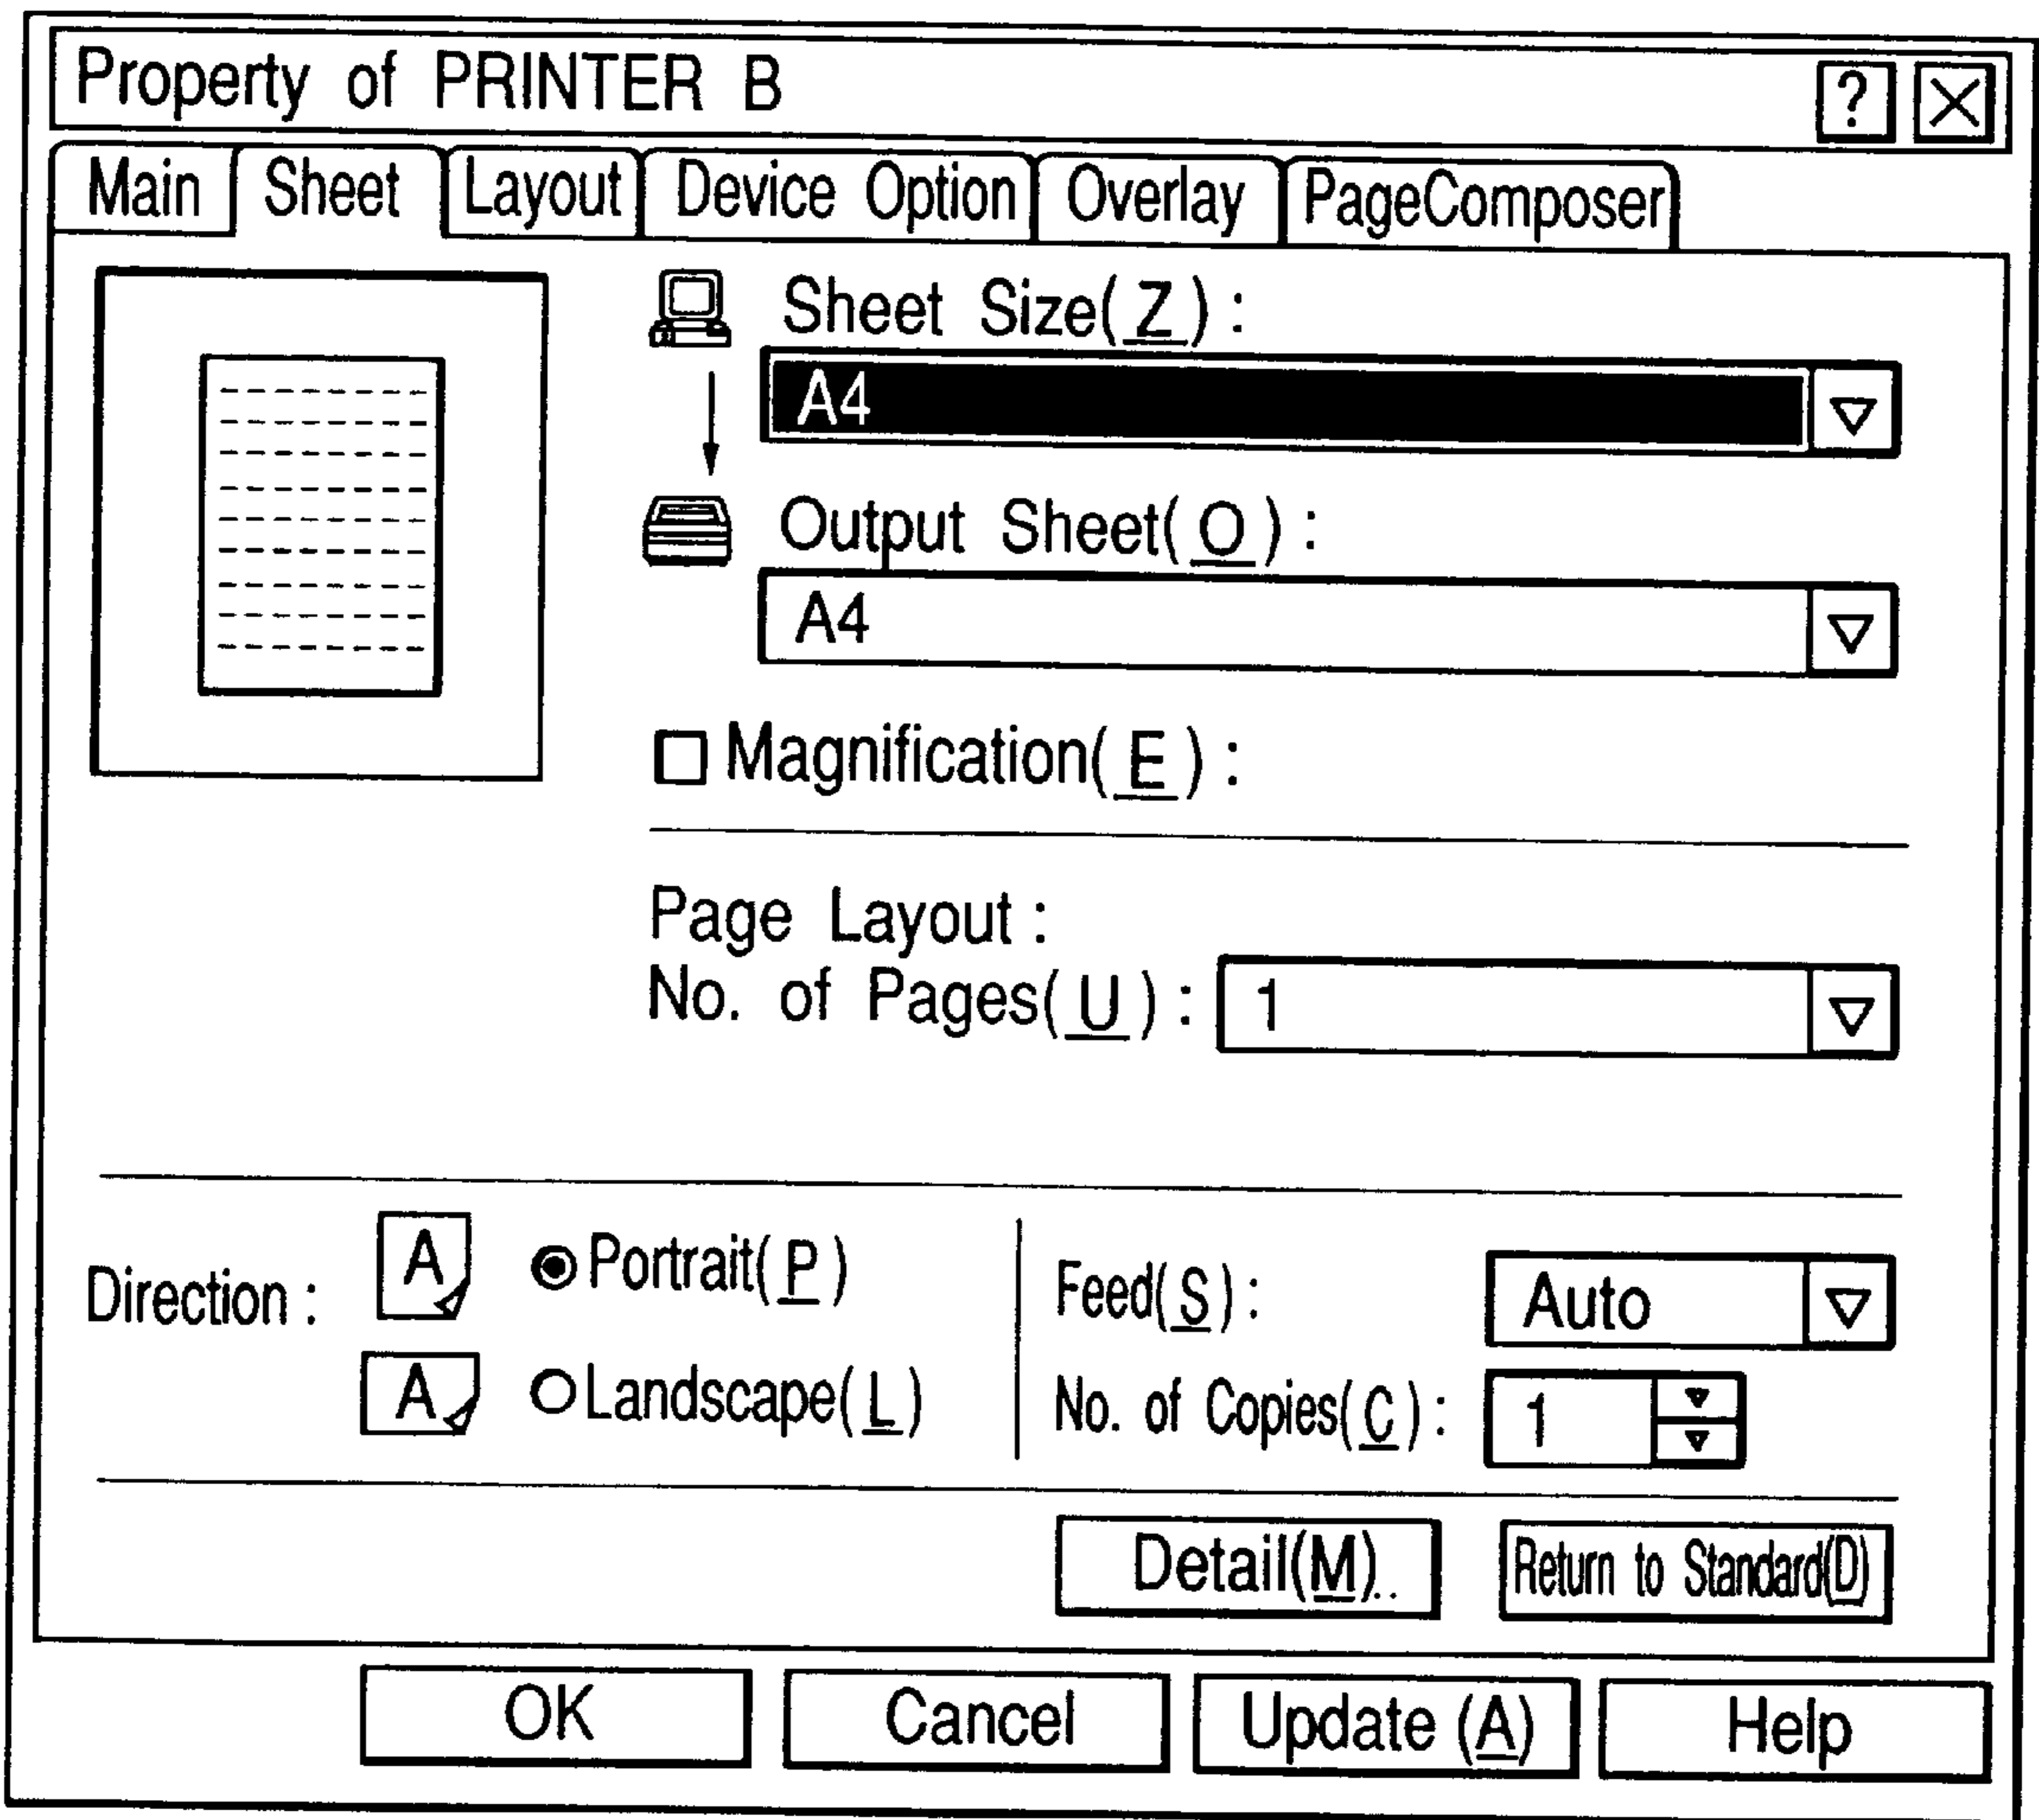 Property of PRINTER B ?
Main Sheet Layout Device Option Overlay PageComposer
Sheet Size(Z) :
A4
Output Sheet(O) :
A4
Magnification(E) :
Page Layout :
No. of Pages(U) : 1
Direction : A Portrait(P)
A Landscape(L)
Feed(S) : Auto
No. of Copies(C) : 1
Detail(M).. Return to Standard(D)
OK Cancel Update (A) Help